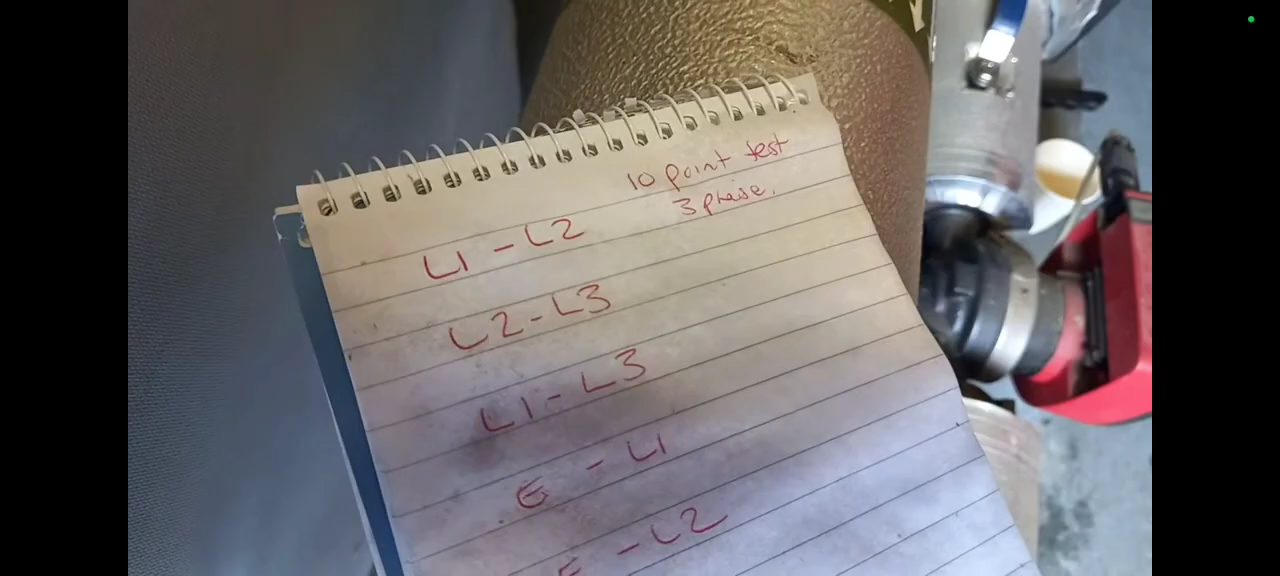 10 point test
3 phase.
L1 - L2
L2 - L3
L1 - L3
E - L1
E - L2